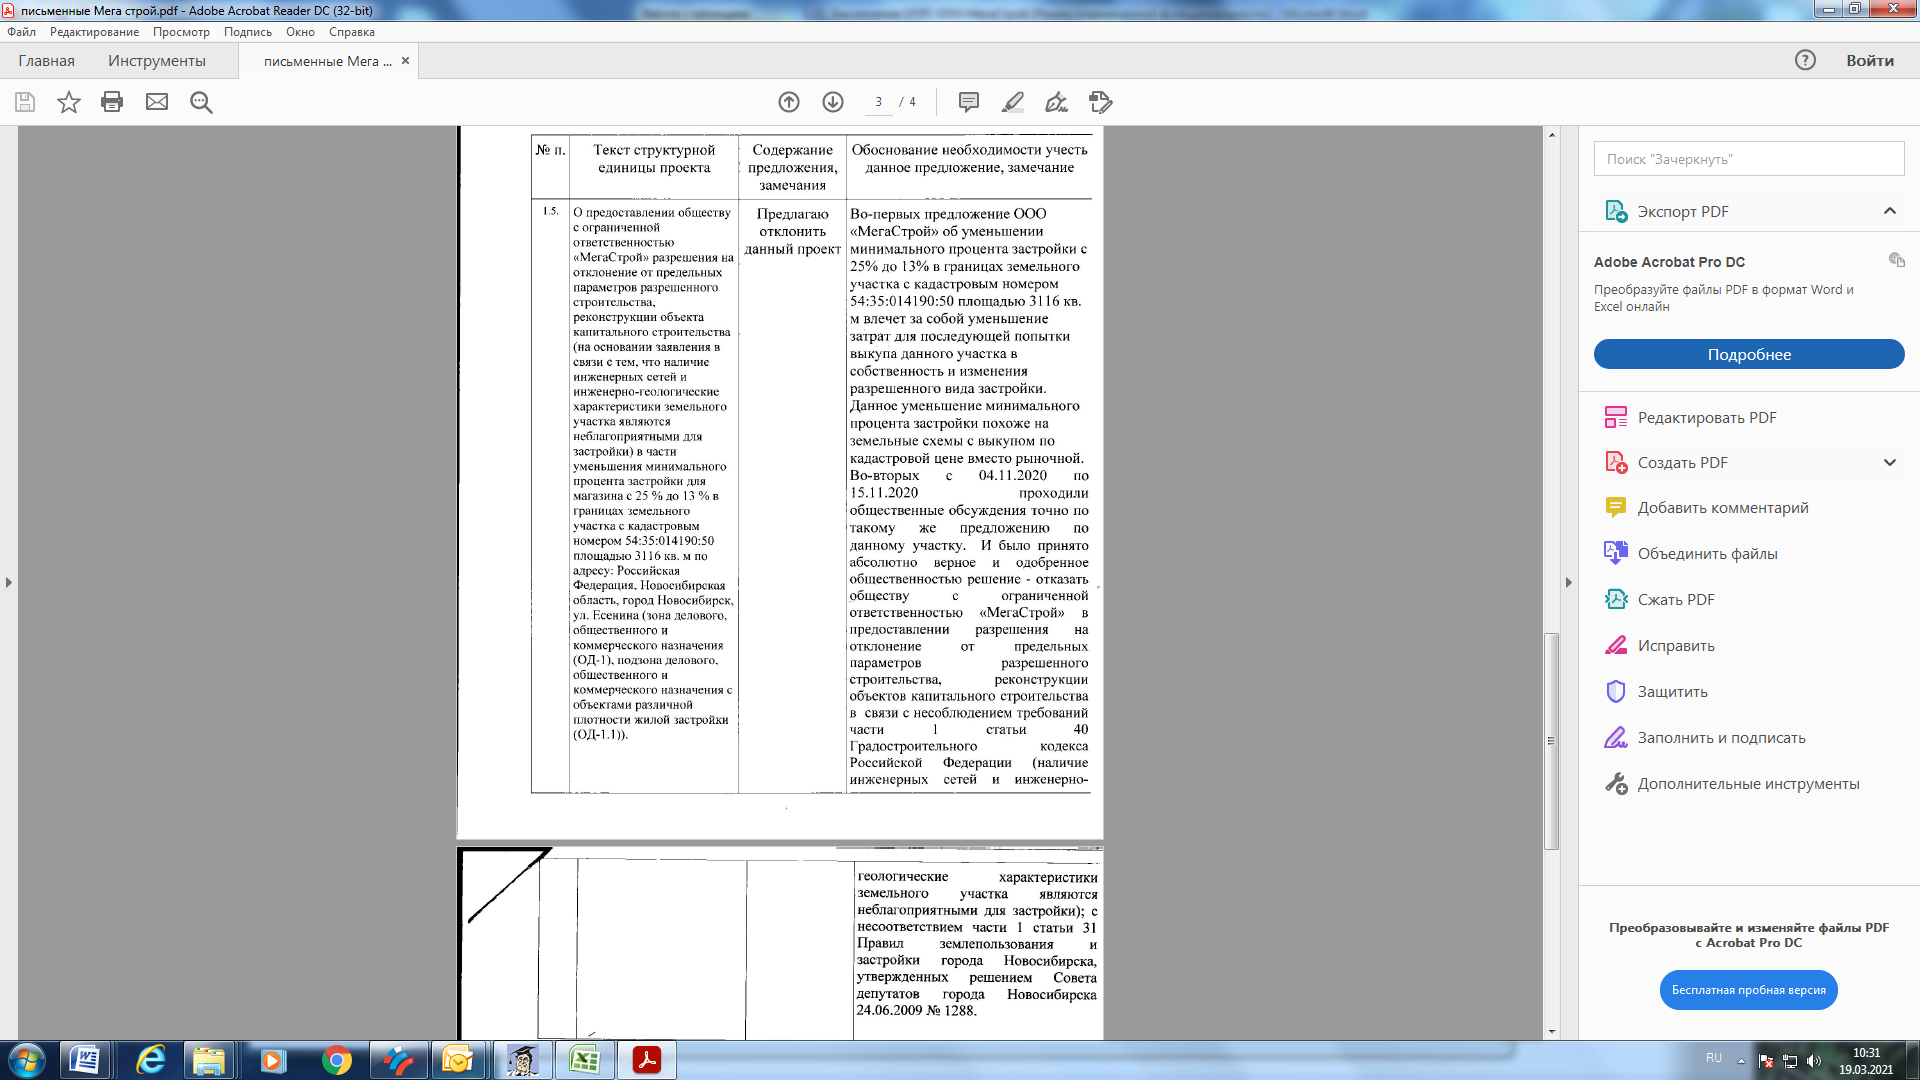 письменные Мега строй.pdf - Adobe Acrobat Reader DC (32-bit)
Файл Редактирование Просмотр Подпись Окно Справка
Главная Инструменты письменные Мега ... × Войти
3 / 4
№ п.
Текст структурной
единицы проекта
Содержание
предложения,
замечания
Обоснование необходимости учесть
данное предложение, замечание
1.5.
О предоставлении обществу
с ограниченной
ответственностью
«МегаСтрой» разрешения на
отклонение от предельных
параметров разрешенного
строительства,
реконструкции объекта
капитального строительства
(на основании заявления в
связи с тем, что наличие
инженерных сетей и
инженерно-геологические
характеристики земельного
участка являются
неблагоприятными для
застройки) в части
уменьшения минимального
процента застройки для
магазина с 25 % до 13 % в
границах земельного
участка с кадастровым
номером 54:35:014190:50
площадью 3116 кв. м по
адресу: Российская
Федерация, Новосибирская
область, город Новосибирск,
ул. Есенина (зона делового,
общественного и
коммерческого назначения
(ОД-1), подзона делового,
общественного и
коммерческого назначения с
объектами различной
плотности жилой застройки
(ОД-1.1)).
Предлагаю
отклонить
данный проект
Во-первых предложение ООО
«МегаСтрой» об уменьшении
минимального процента застройки с
25% до 13% в границах земельного
участка с кадастровым номером
54:35:014190:50 площадью 3116 кв.
м влечет за собой уменьшение
затрат для последующей попытки
выкупа данного участка в
собственность и изменения
разрешенного вида застройки.
Данное уменьшение минимального
процента застройки похоже на
земельные схемы с выкупом по
кадастровой цене вместо рыночной.
Во-вторых с 04.11.2020 по
15.11.2020 проходили
общественные обсуждения точно по
такому же предложению по
данному участку. И было принято
абсолютно верное и одобренное
общественностью решение - отказать
обществу с ограниченной
ответственностью «МегаСтрой» в
предоставлении разрешения на
отклонение от предельных
параметров разрешенного
строительства, реконструкции
объектов капитального строительства
в связи с несоблюдением требований
части 1 статьи 40
Градостроительного кодекса
Российской Федерации (наличие
инженерных сетей и инженерно-
геологические характеристики
земельного участка являются
неблагоприятными для застройки); с
несоответствием части 1 статьи 31
Правил землепользования и
застройки города Новосибирска,
утвержденных решением Совета
депутатов города Новосибирска
24.06.2009 № 1288.
Поиск "Зачеркнуть"
Экспорт PDF
Adobe Acrobat Pro DC
Преобразуйте файлы PDF в формат Word и
Excel онлайн
Подробнее
Редактировать PDF
Создать PDF
Добавить комментарий
Объединить файлы
Сжать PDF
Исправить
Защитить
Заполнить и подписать
Дополнительные инструменты
Преобразовывайте и изменяйте файлы PDF
с Acrobat Pro DC
Бесплатная пробная версия
RU
10:31
19.03.2021